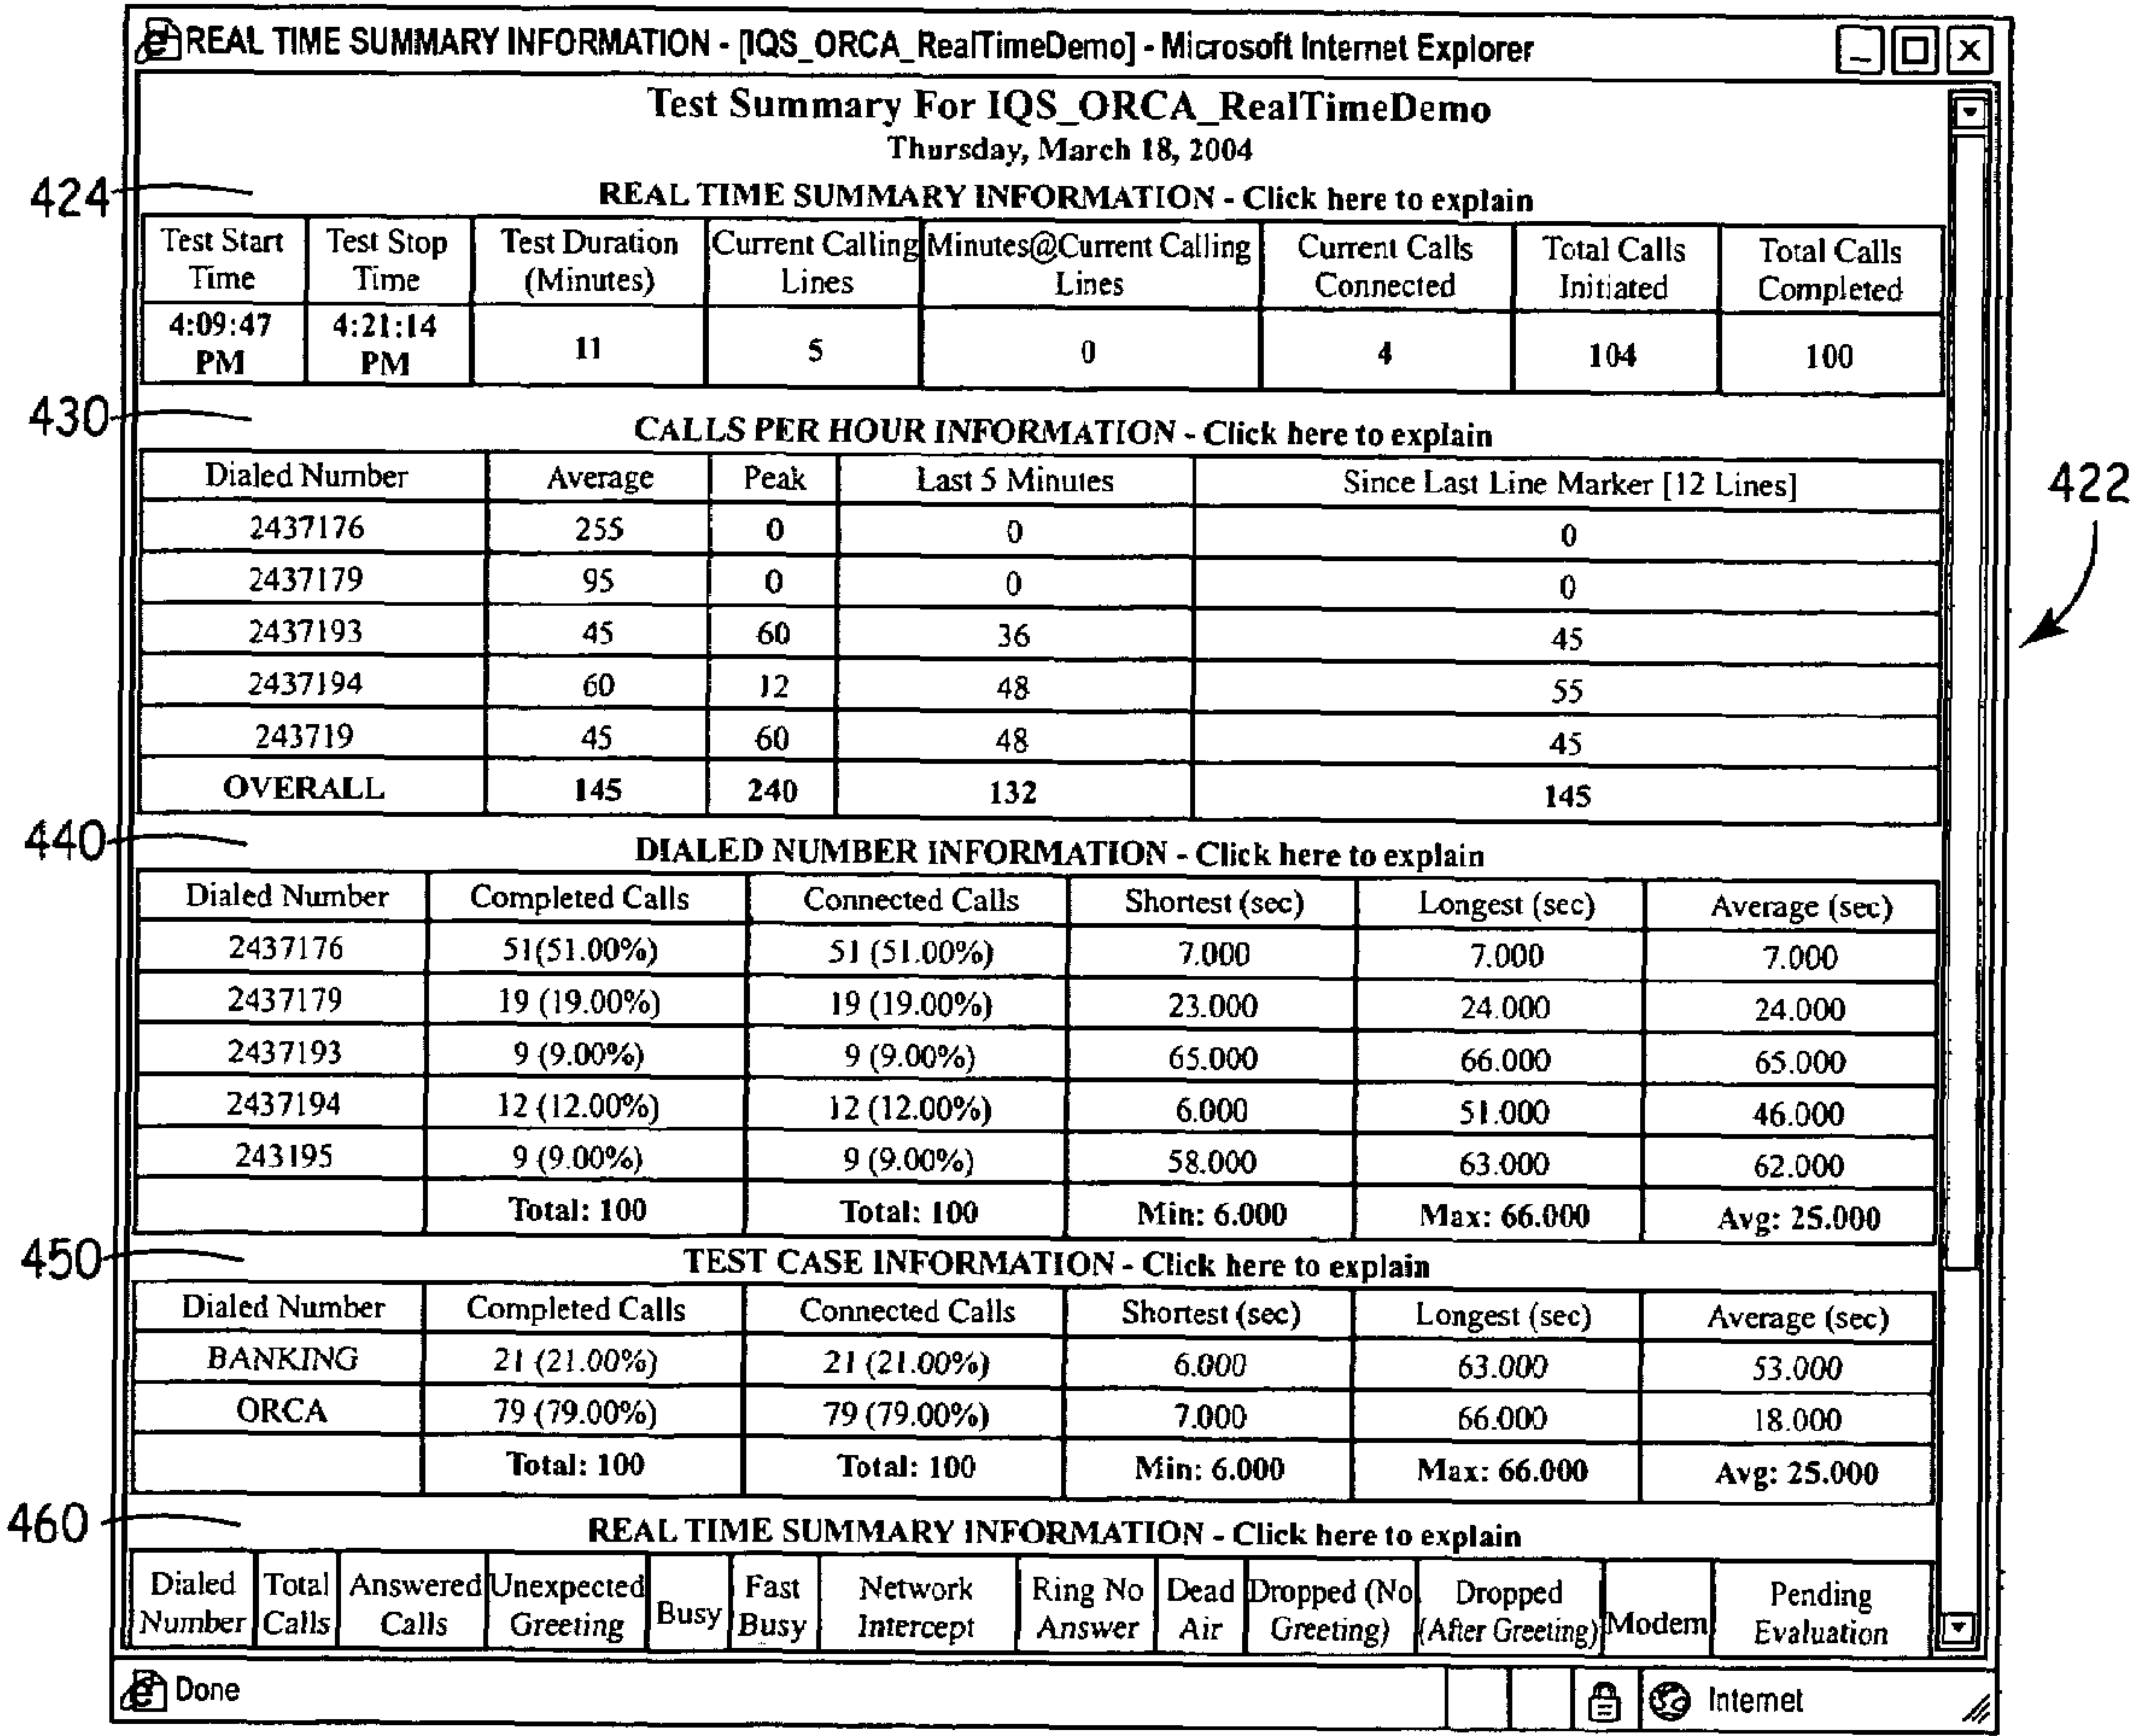 REAL TIME SUMMARY INFORMATION - [IQS_ORCA_RealTimeDemo] - Microsoft Internet Explorer
Test Summary For IQS_ORCA_RealTimeDemo
Thursday, March 18, 2004
424
REAL TIME SUMMARY INFORMATION - Click here to explain
Test Start Time Test Stop Time Test Duration (Minutes) Current Calling Lines Minutes@Current Calling Lines Current Calls Connected Total Calls Initiated Total Calls Completed
4:09:47 PM 4:21:14 PM 11 5 0 4 104 100
430
CALLS PER HOUR INFORMATION - Click here to explain
Dialed Number Average Peak Last 5 Minutes Since Last Line Marker [12 Lines]
422
2437176 255 0 0 0
2437179 95 0 0 0
2437193 45 60 36 45
2437194 60 12 48 55
243719 45 60 48 45
OVERALL 145 240 132 145
440
DIALED NUMBER INFORMATION - Click here to explain
Dialed Number Completed Calls Connected Calls Shortest (sec) Longest (sec) Average (sec)
2437176 51(51.00%) 51 (51.00%) 7.000 7.000 7.000
2437179 19 (19.00%) 19 (19.00%) 23.000 24.000 24.000
2437193 9 (9.00%) 9 (9.00%) 65.000 66.000 65.000
2437194 12 (12.00%) 12 (12.00%) 6.000 51.000 46.000
243195 9 (9.00%) 9 (9.00%) 58.000 63.000 62.000
Total: 100 Total: 100 Min: 6.000 Max: 66.000 Avg: 25.000
450
TEST CASE INFORMATION - Click here to explain
Dialed Number Completed Calls Connected Calls Shortest (sec) Longest (sec) Average (sec)
BANKING 21 (21.00%) 21 (21.00%) 6.000 63.000 53.000
ORCA 79 (79.00%) 79 (79.00%) 7.000 66.000 18.000
Total: 100 Total: 100 Min: 6.000 Max: 66.000 Avg: 25.000
460
REAL TIME SUMMARY INFORMATION - Click here to explain
Dialed Number Total Calls Answered Calls Unexpected Greeting Busy Fast Busy Network Intercept Ring No Answer Dead Air Dropped (No Greeting) Dropped (After Greeting) Modem Pending Evaluation
Done Internet